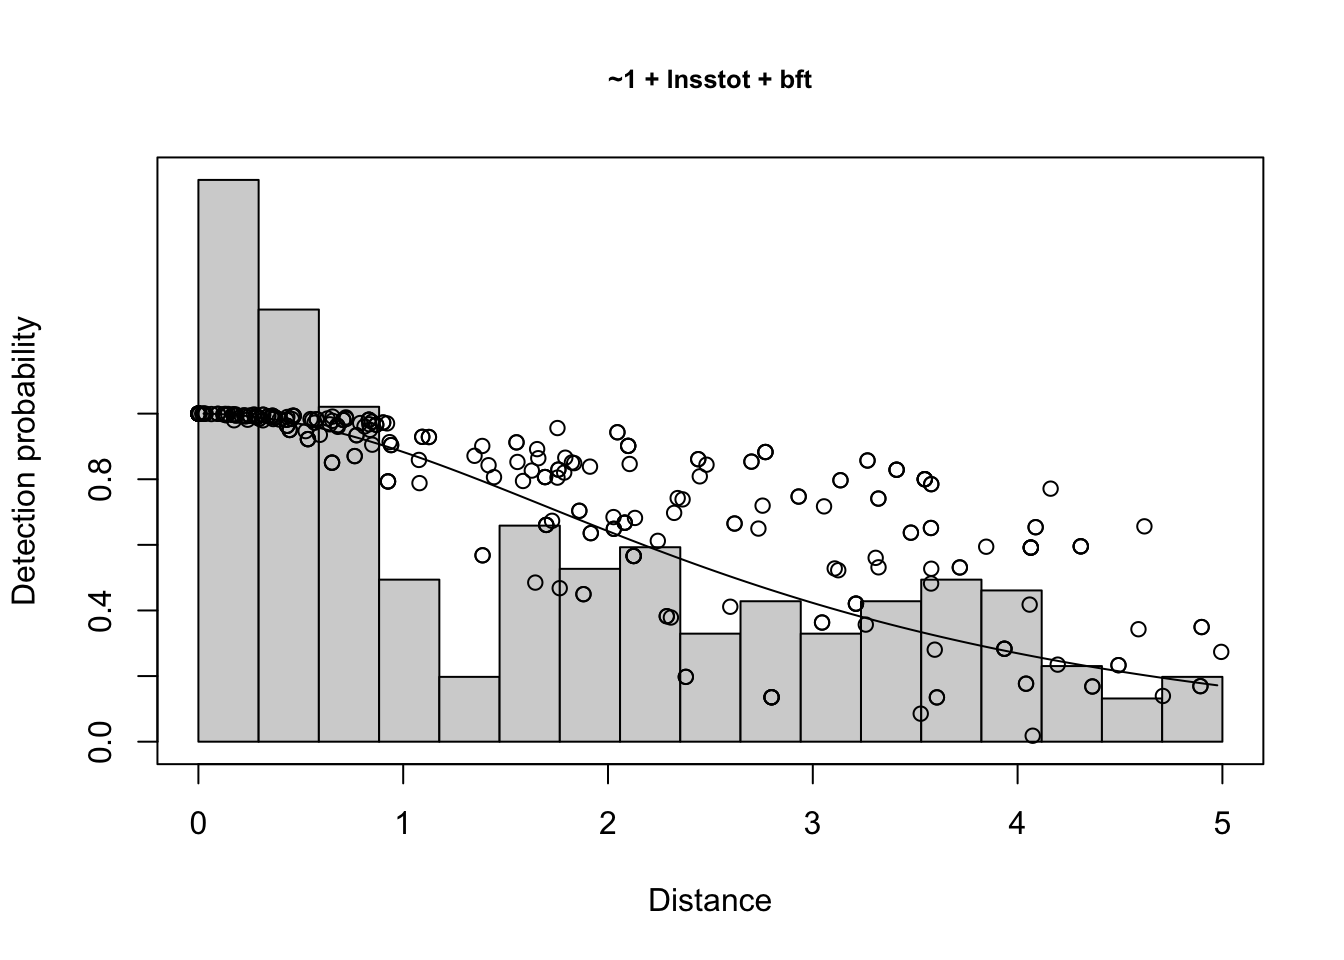 ~1 + lnsstot + bft
Detection probability
0.8
0.4
0.0
0 1 2 3 4 5
Distance